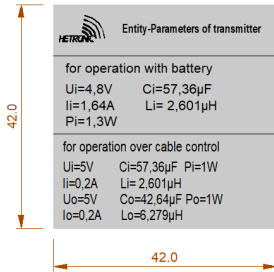 HETRONIC Entity-Parameters of transmitter
for operation with battery
Ui=4,8V Ci=57,36µF
Ii=1,64A Li= 2,601µH
Pi=1,3W
for operation over cable control
Ui=5V Ci=57,36µF Pi=1W
Ii=0,2A Li= 2,601µH
Uo=5V Co=42,64µF Po=1W
Io=0,2A Lo=6,279µH
42.0
42.0